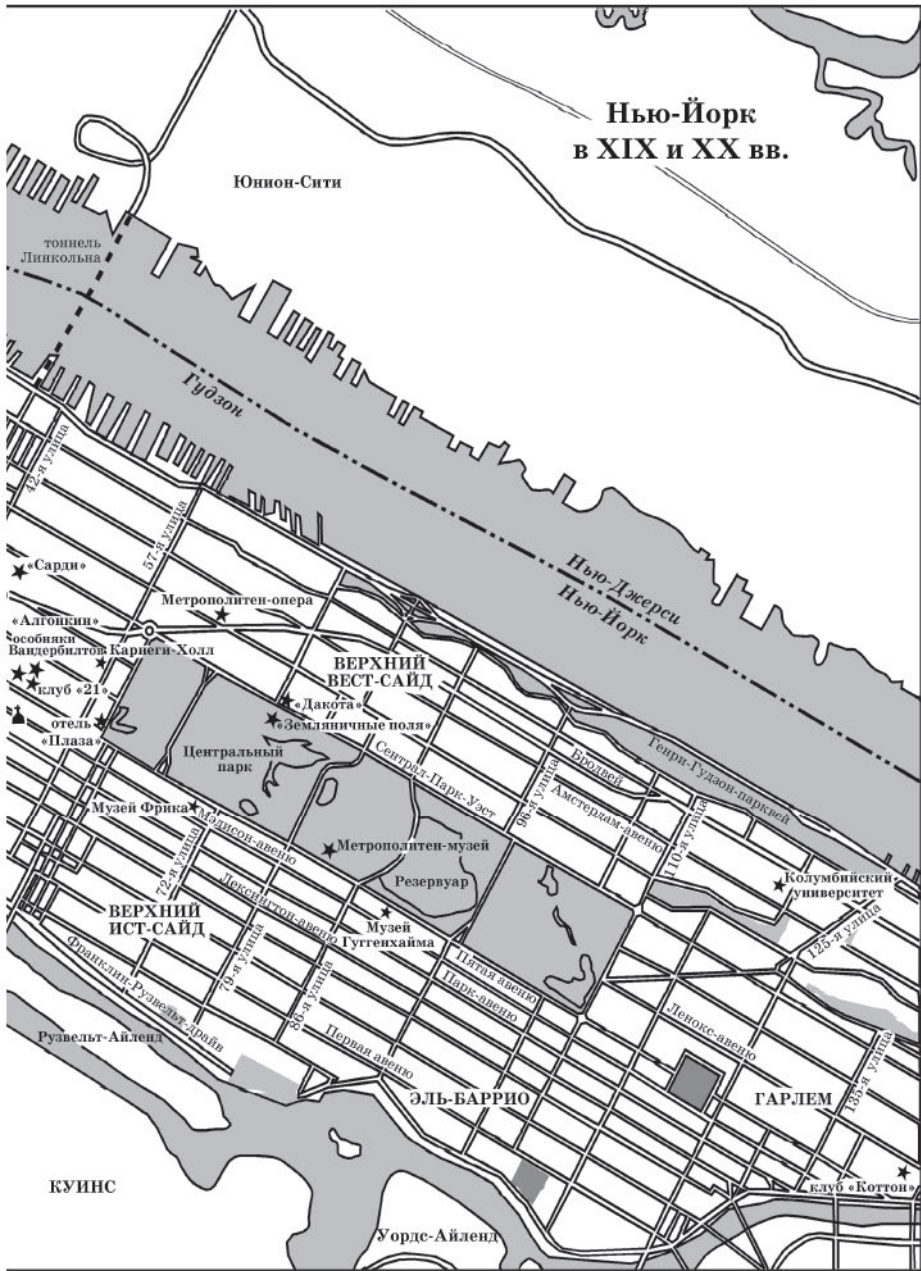 Нью-Йорк
в XIX и XX вв.
Юнион-Сити
тоннель
Линкольна
Гудзон
42-я улица
57-я улица
Нью-Джерси
Нью-Йорк
«Сарди»
Метрополитен-опера
«Алгонкин»
особняки
Вандербилтов
Карнеги-Холл
клуб «21»
отель
«Плаза»
ВЕРХНИЙ
ВЕСТ-САЙД
«Дакота»
«Земляничные поля»
Центральный
парк
Сентрал-Парк-Уэст
96-я улица
Бродвей
Амстердам-авеню
Генри-Гудзон-парквей
110-я улица
Музей Фрика
Мэдисон-авеню
Метрополитен-музей
Резервуар
Колумбийский
университет
125-я улица
72-я улица
Лексингтон-авеню
ВЕРХНИЙ
ИСТ-САЙД
Музей
Гуггенхайма
79-я улица
86-я улица
Пятая авеню
Парк-авеню
Франклин-Рузвельт-драйв
Первая авеню
Ленокс-авеню
135-я улица
Рузвельт-Айленд
ЭЛЬ-БАРРИО
ГАРЛЕМ
КУИНС
клуб «Коттон»
Уордс-Айленд